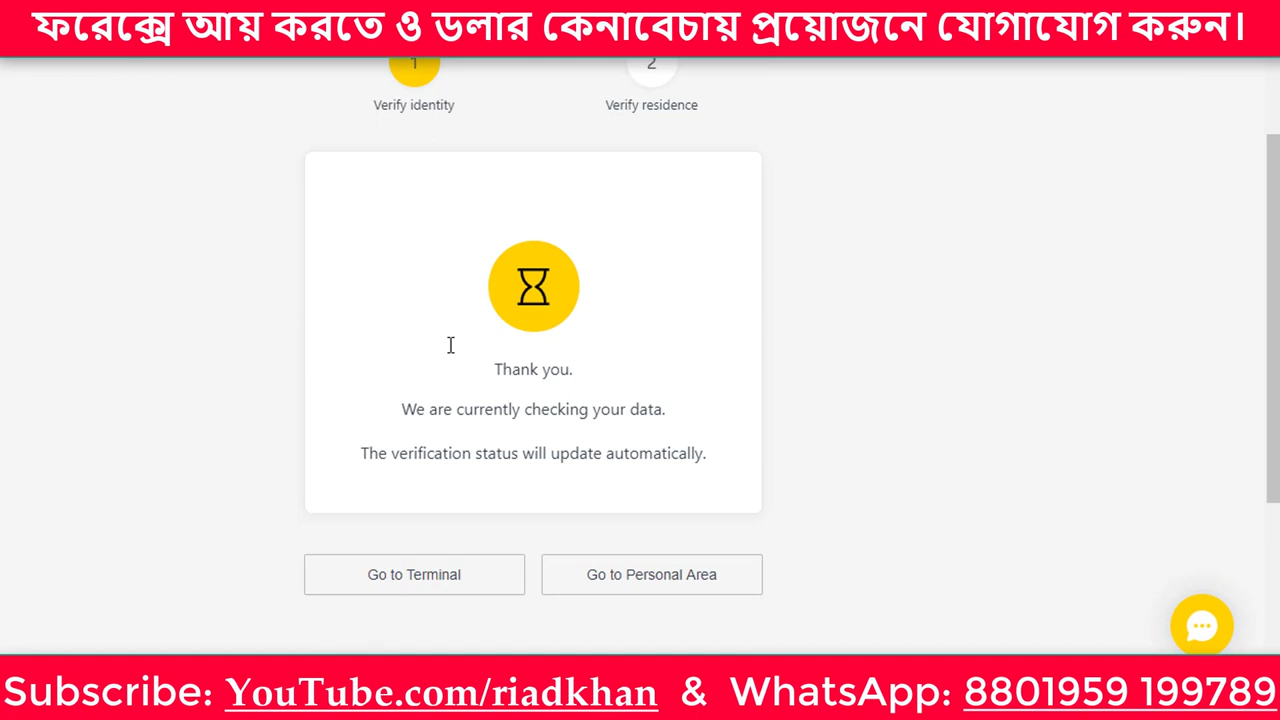 ফরেক্সে আয় করতে ও ডলার কেনাবেচায় প্রয়োজনে যোগাযোগ করুন।
1
2
Verify identity
Verify residence
Thank you.
We are currently checking your data.
The verification status will update automatically.
Go to Terminal
Go to Personal Area
Subscribe: YouTube.com/riadkhan & WhatsApp: 8801959 199789